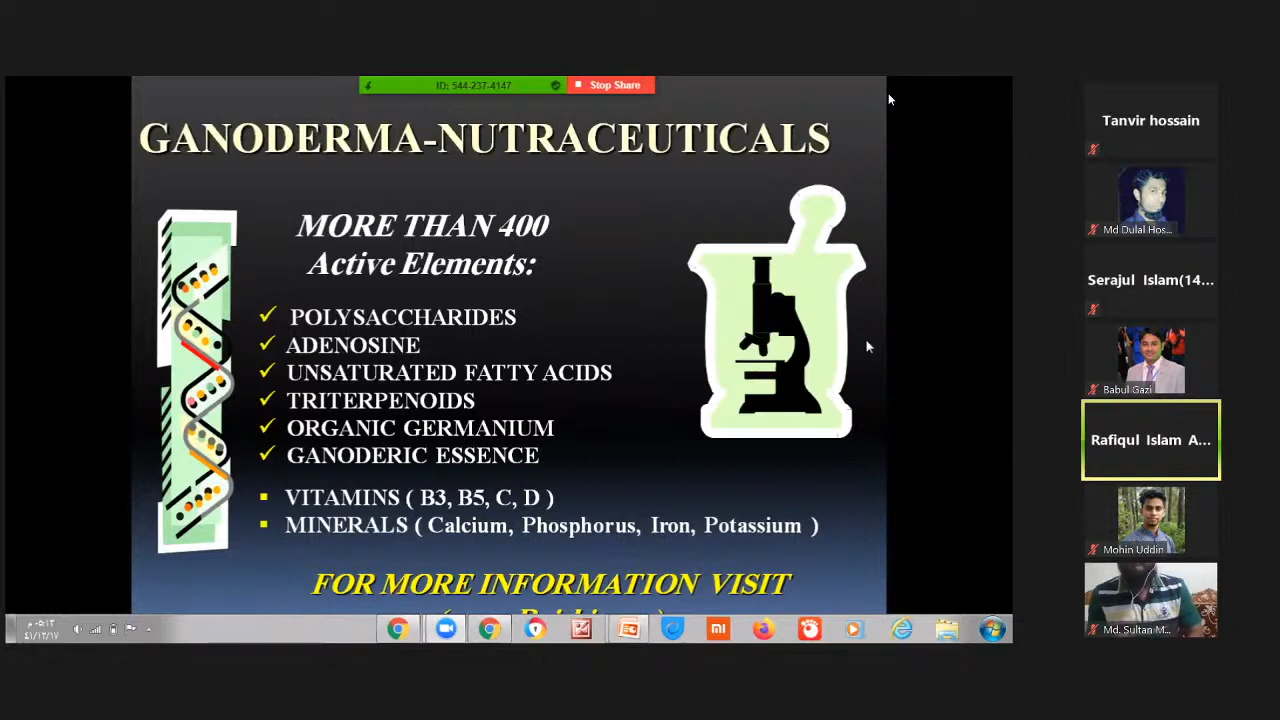 ID: 544-237-4147
Stop Share
GANODERMA-NUTRACEUTICALS
MORE THAN 400
Active Elements:
POLYSACCHARIDES
ADENOSINE
UNSATURATED FATTY ACIDS
TRITERPENOIDS
ORGANIC GERMANIUM
GANODERIC ESSENCE
VITAMINS ( B3, B5, C, D )
MINERALS ( Calcium, Phosphorus, Iron, Potassium )
FOR MORE INFORMATION VISIT
Tanvir hossain
Md Dulal Hos...
Serajul Islam(14...
Babul Gazi
Rafiqul Islam A...
Mohin Uddin
Md. Sultan M...
mi